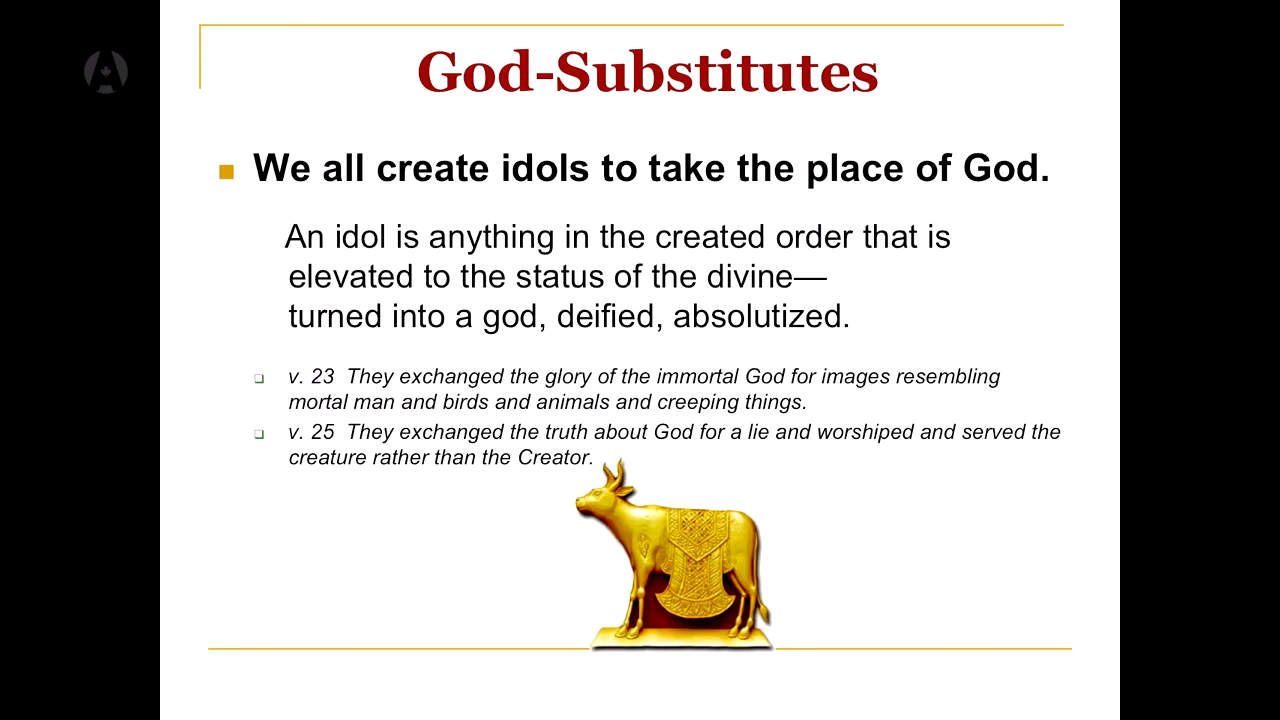 God-Substitutes
We all create idols to take the place of God.
An idol is anything in the created order that is
elevated to the status of the divine—
turned into a god, deified, absolutized.
v. 23  They exchanged the glory of the immortal God for images resembling
mortal man and birds and animals and creeping things.
v. 25  They exchanged the truth about God for a lie and worshiped and served the
creature rather than the Creator.